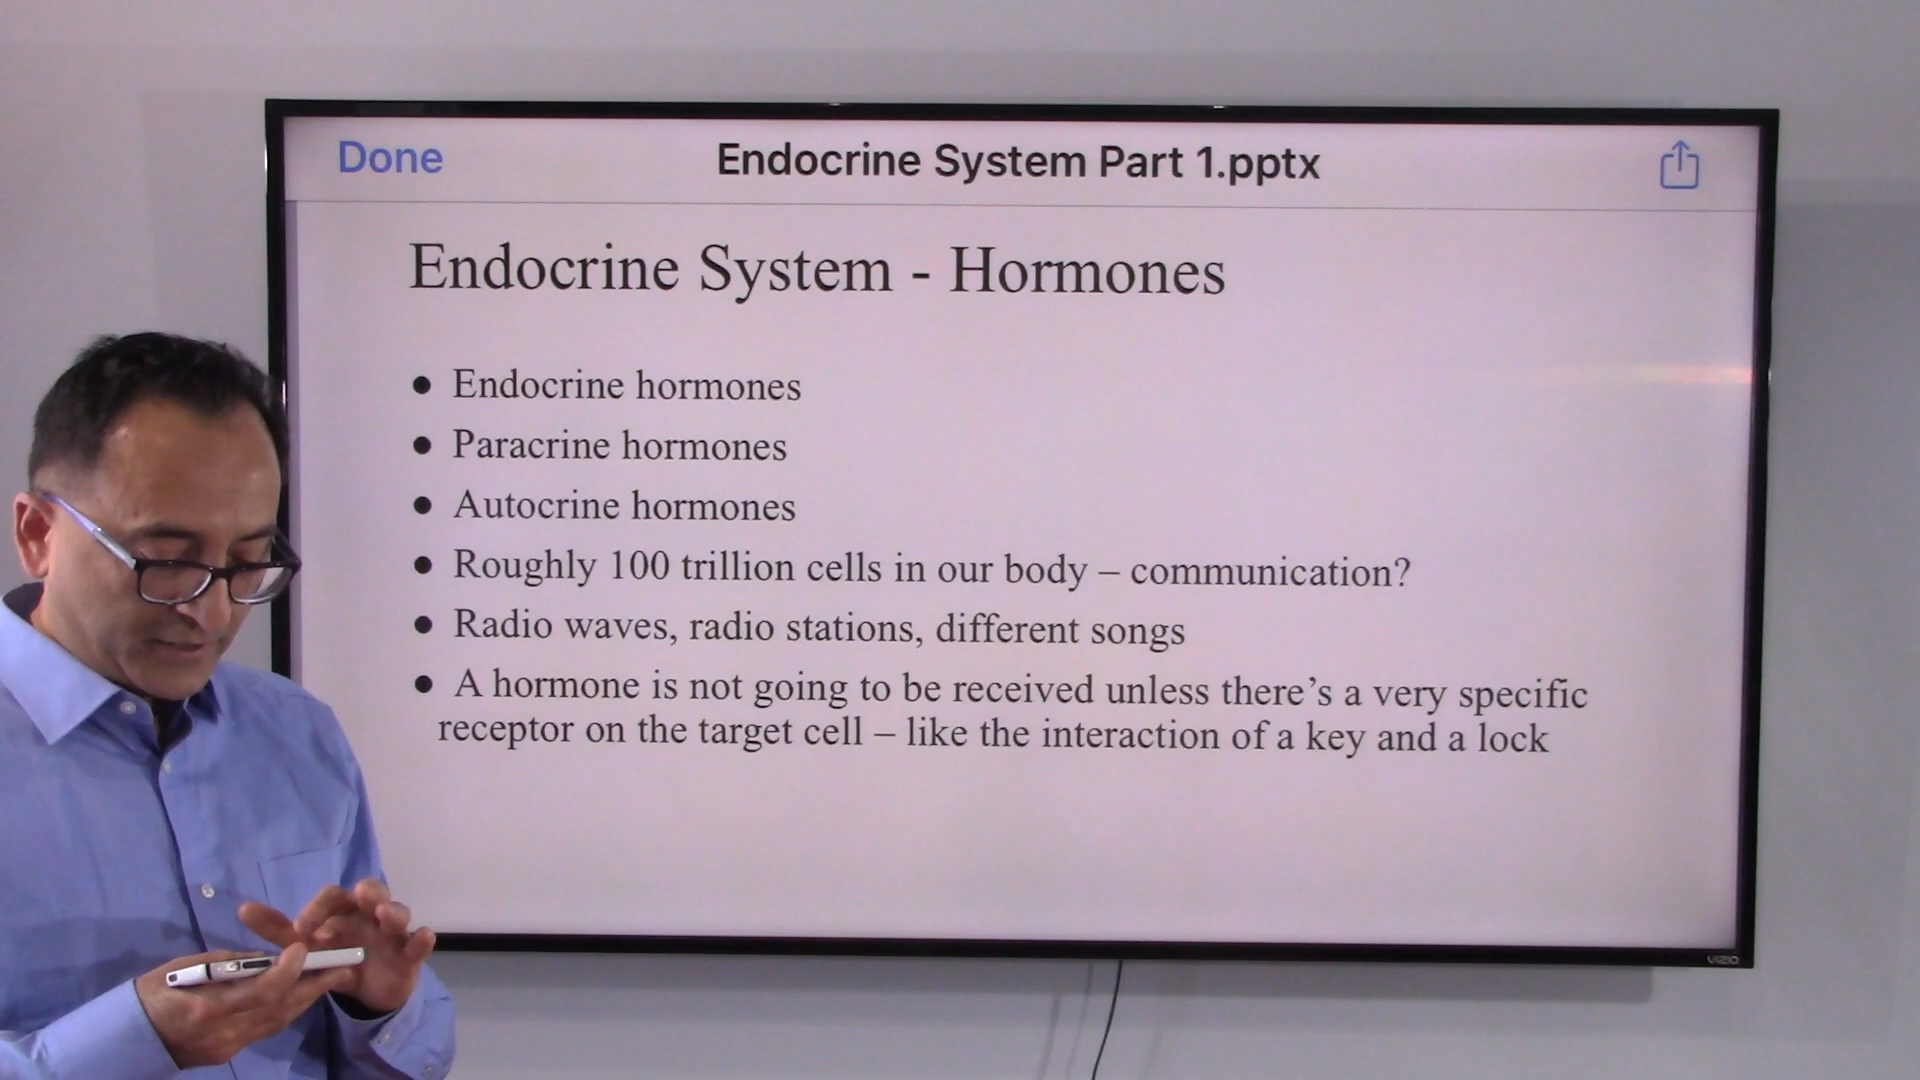 Done
Endocrine System Part 1.pptx
Endocrine System - Hormones
● Endocrine hormones
● Paracrine hormones
● Autocrine hormones
● Roughly 100 trillion cells in our body – communication?
● Radio waves, radio stations, different songs
● A hormone is not going to be received unless there’s a very specific
receptor on the target cell – like the interaction of a key and a lock
VIZIO